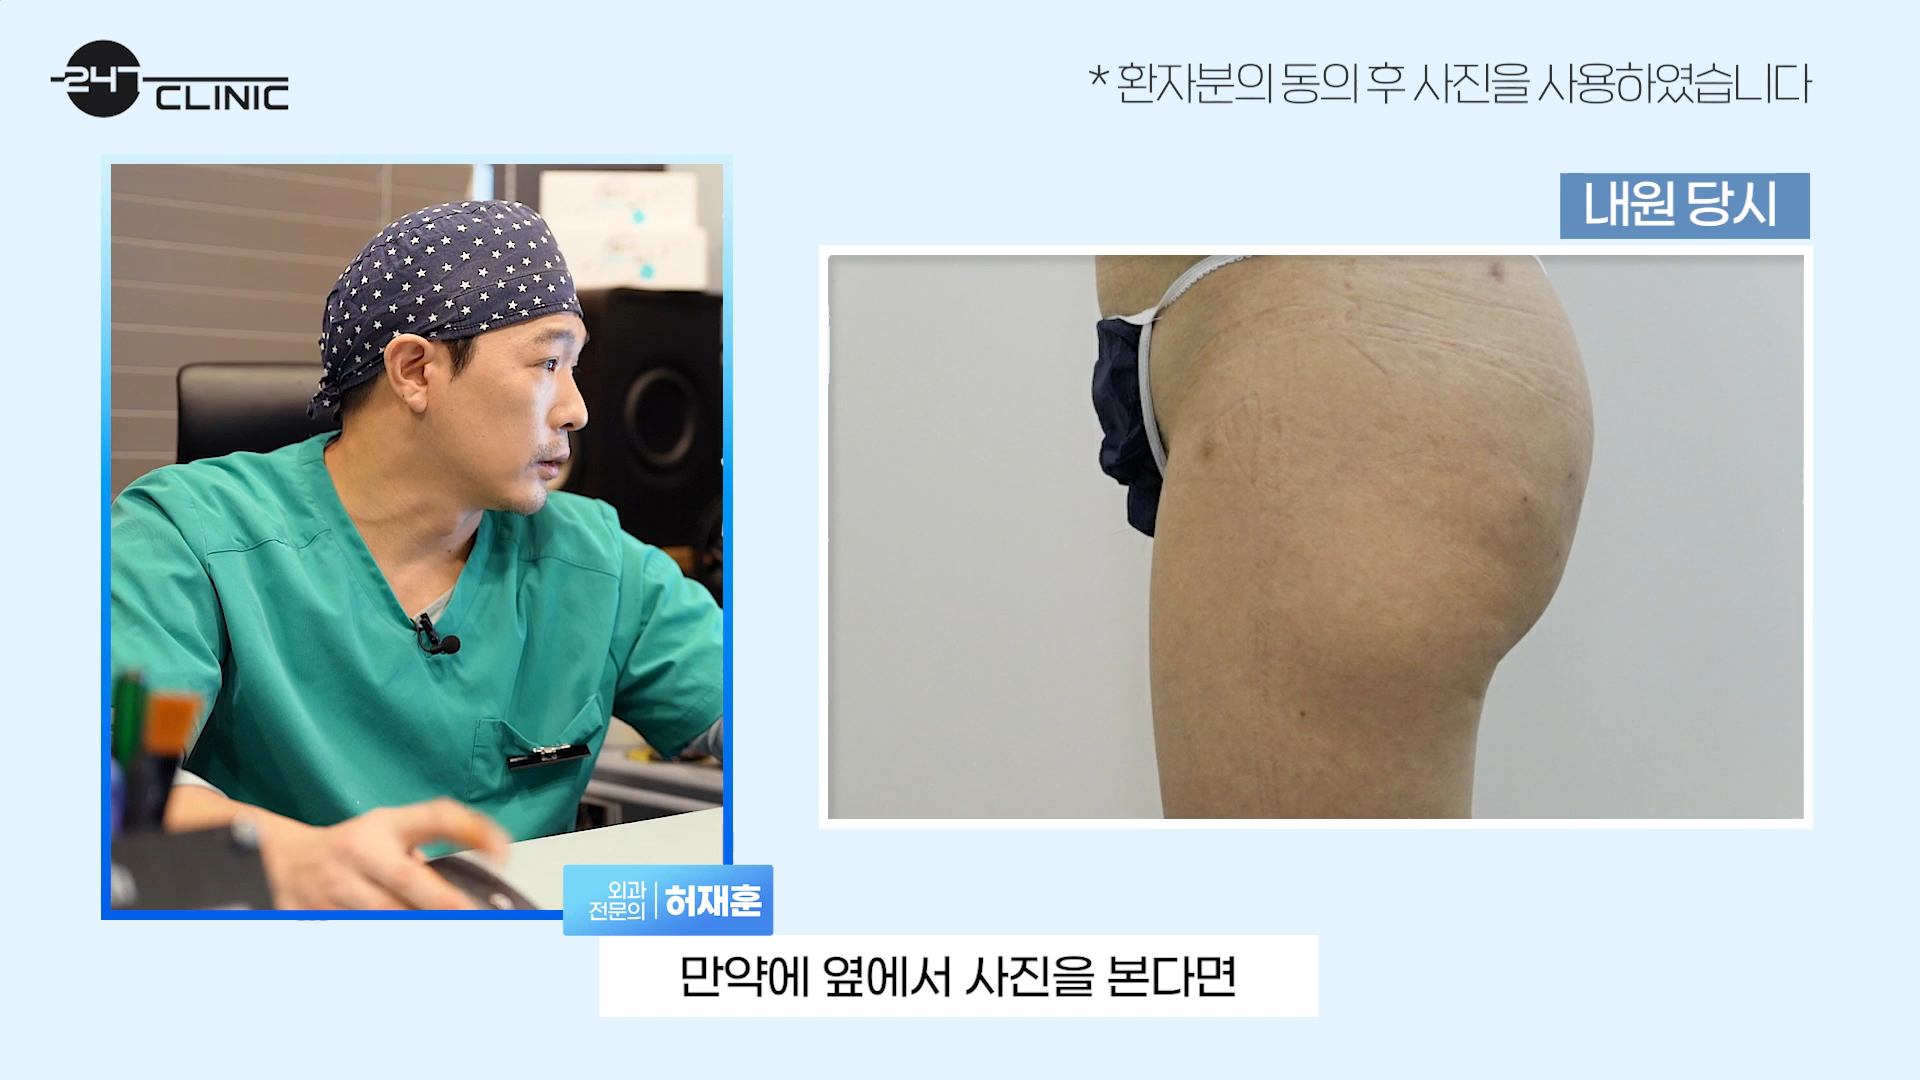 247
CLINIC
* 환자분의 동의 후 사진을 사용하였습니다
내원 당시
외과
전문의
허재훈
만약에 옆에서 사진을 본다면